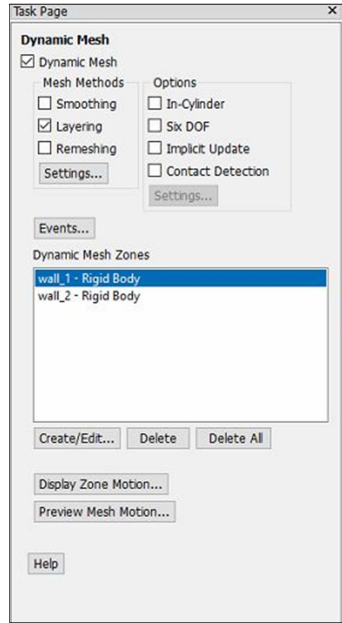 Task Page ×
Dynamic Mesh
Dynamic Mesh
Mesh Methods Options
Smoothing In-Cylinder
Layering Six DOF
Remeshing Implicit Update
Settings... Contact Detection
Settings...
Events...
Dynamic Mesh Zones
wall_1 - Rigid Body
wall_2 - Rigid Body
Create/Edit... Delete Delete All
Display Zone Motion...
Preview Mesh Motion...
Help